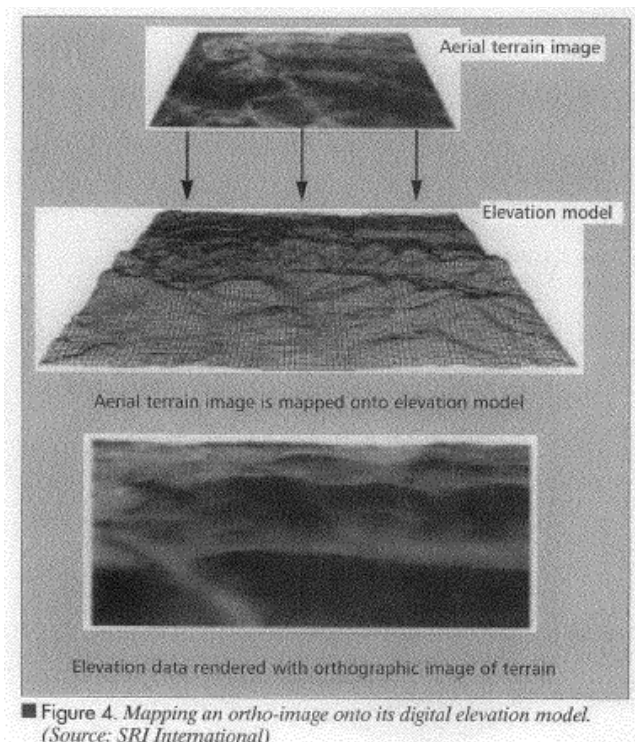 Aerial terrain image
Elevation model
Aerial terrain image is mapped onto elevation model
Elevation data rendered with orthographic image of terrain
■ Figure 4. Mapping an ortho-image onto its digital elevation model.
(Source: SRI International)